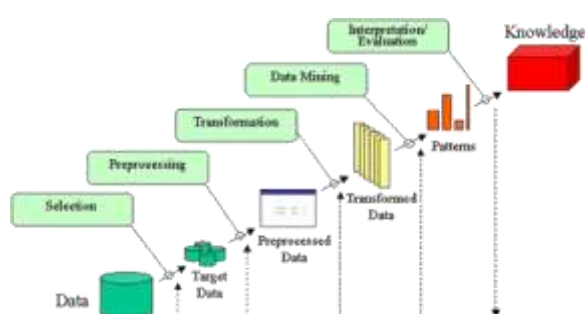 Interpretation/
Evaluation
Knowledge
Data Mining
Transformation
Patterns
Preprocessing
Transformed
Data
Selection
Preprocessed
Data
Target
Data
Data